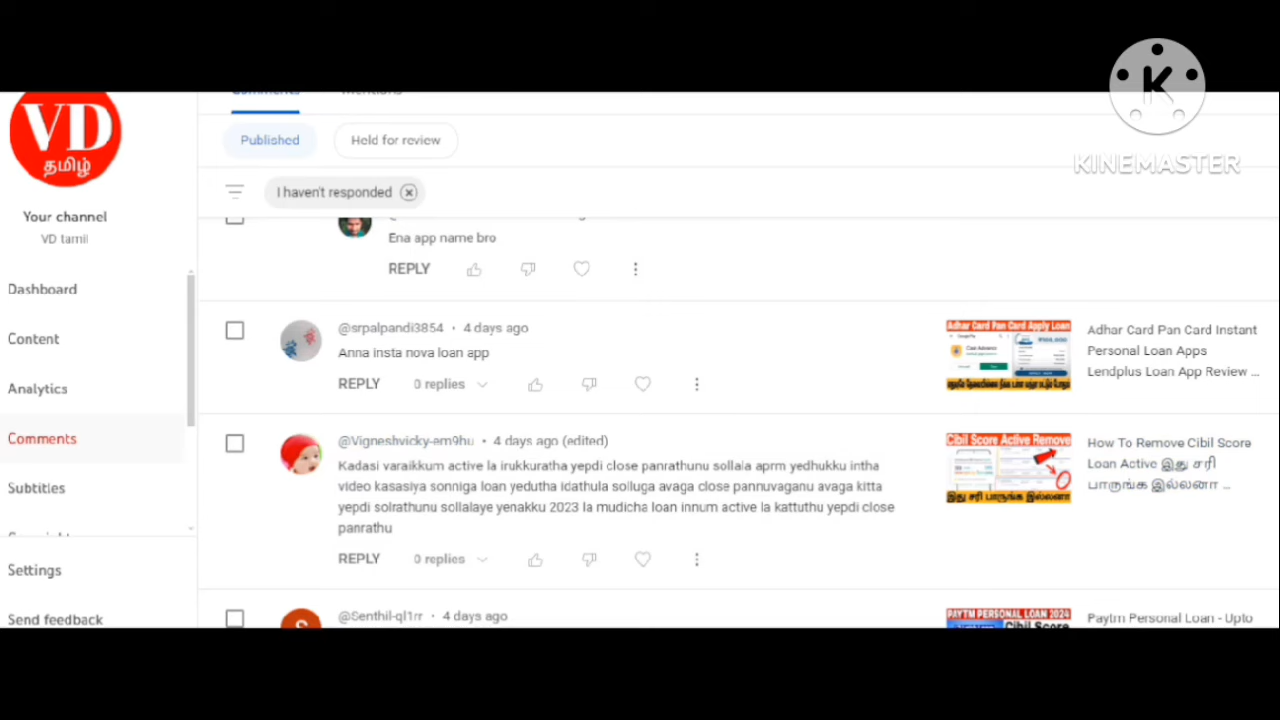 Comments
Mentions
VD
தமிழ்
Your channel
VD tamil
Dashboard
Content
Analytics
Comments
Subtitles
Settings
Send feedback
Published
Held for review
I haven't responded
Ena app name bro
REPLY
@srpalpandi3854 • 4 days ago
Anna insta nova loan app
REPLY 0 replies
Adhar Card Pan Card Apply Loan
Adhar Card Pan Card Instant
Personal Loan Apps
Lendplus Loan App Review ...
@Vigneshvicky-em9hu • 4 days ago (edited)
Kadasi varaikkum active la irukkuratha yepdi close panrathunu sollala aprm yedhukku intha
video kasasiya sonniga loan yedutha idathula solluga avaga close pannuvaganu avaga kitta
yepdi solrathunu sollalaye yenakku 2023 la mudicha loan innum active la kattuthu yepdi close
panrathu
REPLY 0 replies
Cibil Score Active Remove
இது சரி பாருங்க இல்லனா
How To Remove Cibil Score
Loan Active இது சரி
பாருங்க இல்லனா ...
@Senthil-ql1rr • 4 days ago
S
PAYTM PERSONAL LOAN 2024
Cibil Score
Paytm Personal Loan - Upto
K
KINEMASTER